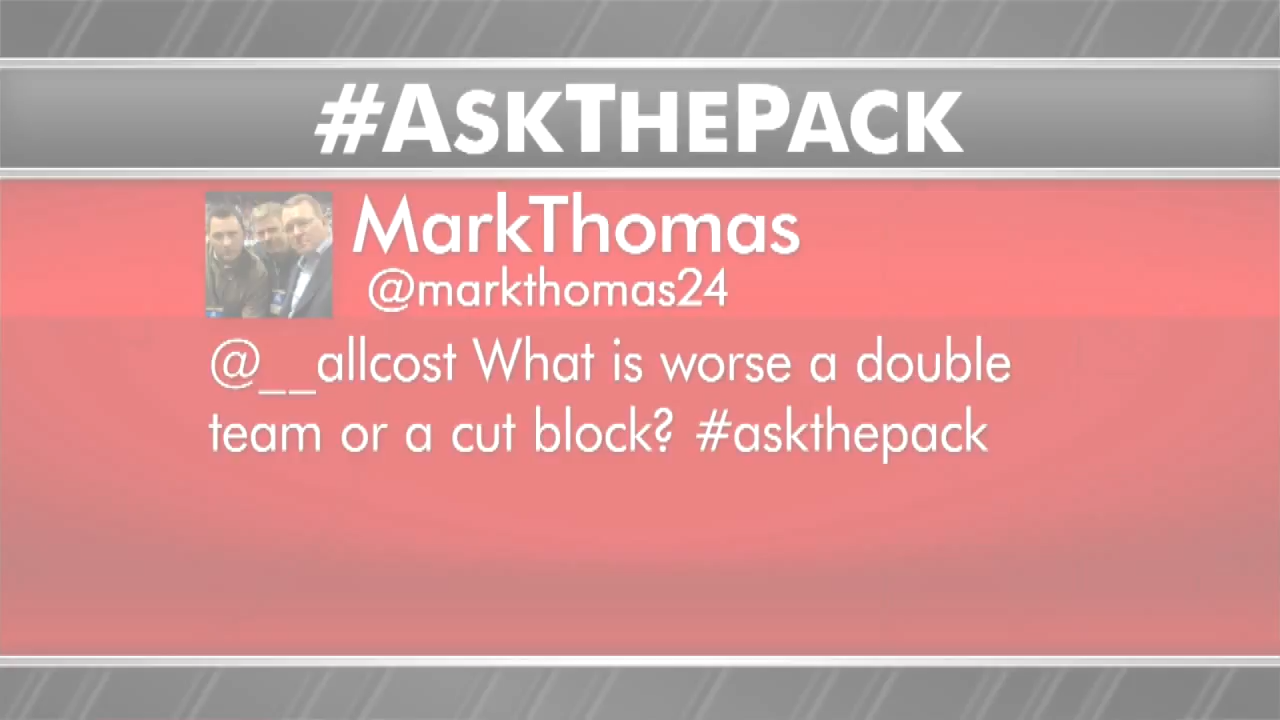 #AskThePack
MarkThomas
@markthomas24
@__allcost What is worse a double
team or a cut block? #askthepack